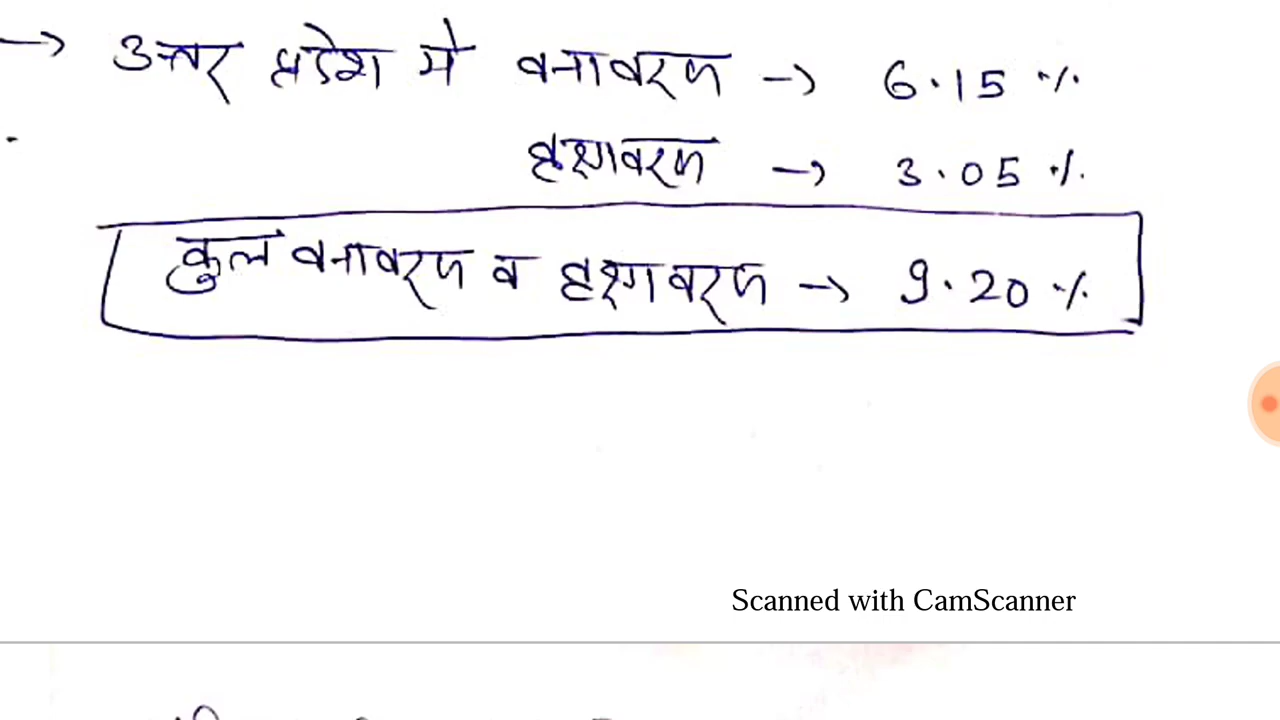 → उत्तर प्रदेश मे वनावरण → 6.15 %
वृक्षावरण → 3.05 %
कुल वनावरण व वृक्षावरण → 9.20 %
Scanned with CamScanner